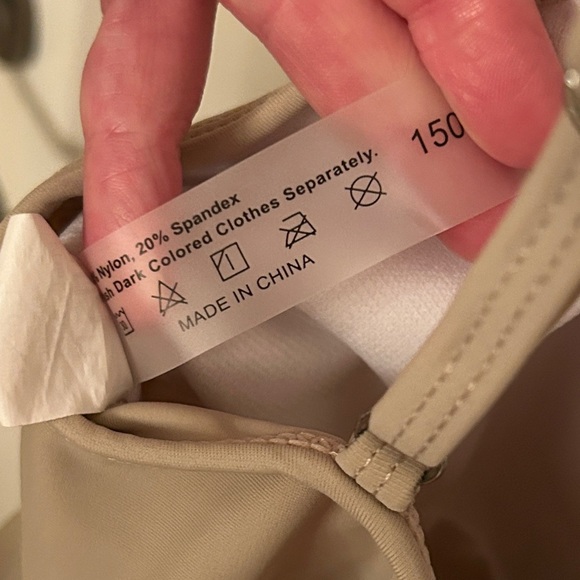 Nylon, 20% Spandex
Dark Colored Clothes Separately.
MADE IN CHINA
150